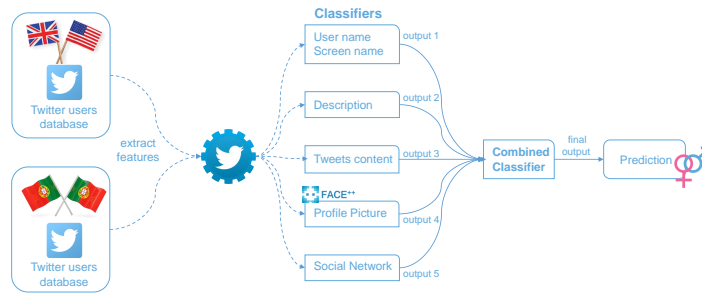 Classifiers
Twitter users
database
Twitter users
database
extract
features
User name
Screen name
Description
Tweets content
FACE++
Profile Picture
Social Network
output 1
output 2
output 3
output 4
output 5
Combined
Classifier
final
output
Prediction